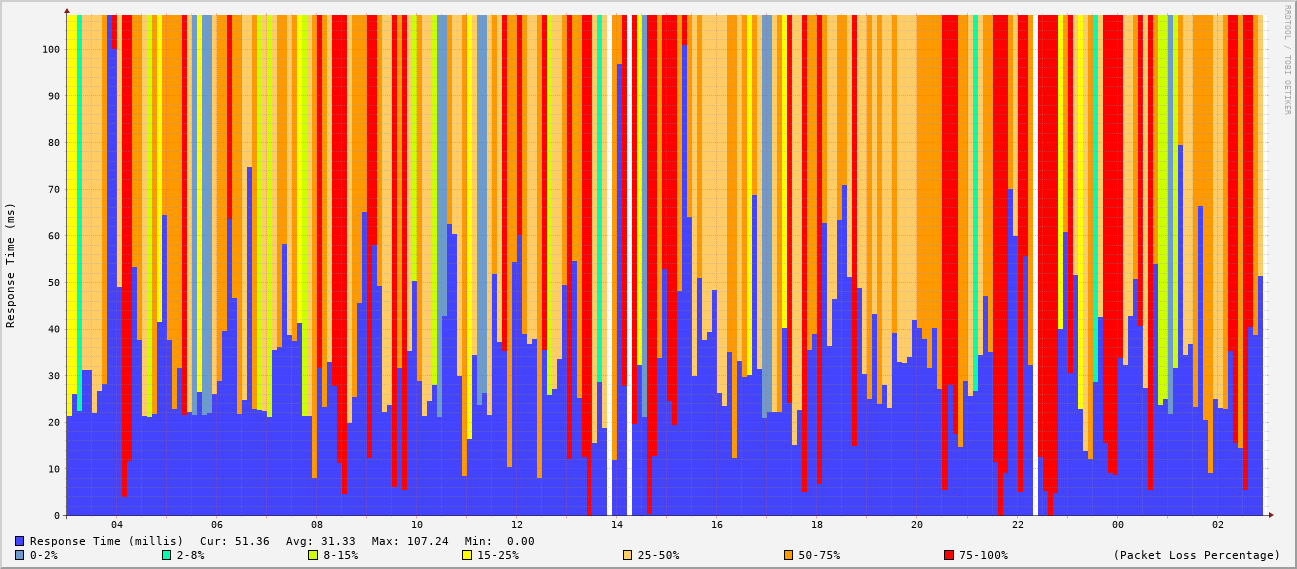 RRDTOOL / TOBI OETIKER
Response Time (ms)
100
90
80
70
60
50
40
30
20
10
0
04 06 08 10 12 14 16 18 20 22 00 02
Response Time (millis) Cur: 51.36 Avg: 31.33 Max: 107.24 Min: 0.00
0-2% 2-8% 8-15% 15-25% 25-50% 50-75% 75-100% (Packet Loss Percentage)